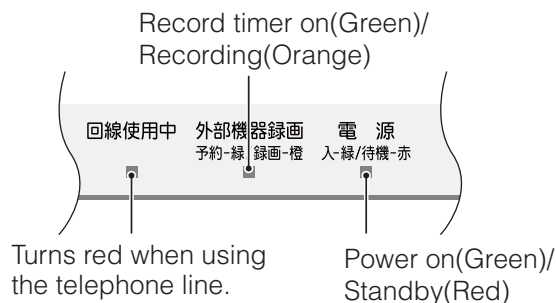 Record timer on(Green)/
Recording(Orange)
回線使用中 外部機器録画 電 源
予約-緑 録画-橙 入-緑/待機-赤
Turns red when using
the telephone line.
Power on(Green)/
Standby(Red)